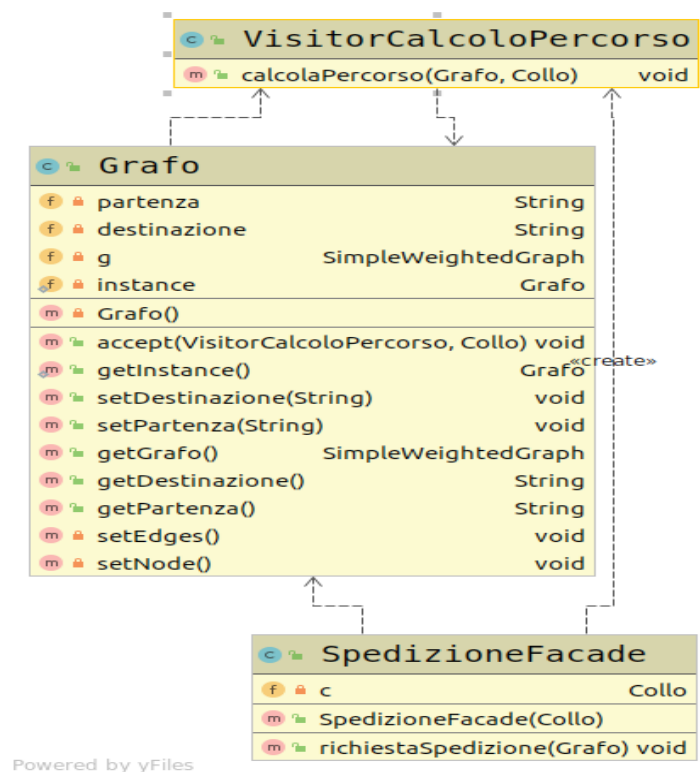 VisitorCalcoloPercorso
calcolaPercorso(Grafo, Collo) void
Grafo
partenza String
destinazione String
g SimpleWeightedGraph
instance Grafo
Grafo()
accept(VisitorCalcoloPercorso, Collo) void
getInstance() Grafo
«create»
setDestinazione(String) void
setPartenza(String) void
getGrafo() SimpleWeightedGraph
getDestinazione() String
getPartenza() String
setEdges() void
setNode() void
SpedizioneFacade
c Collo
SpedizioneFacade(Collo)
richiestaSpedizione(Grafo) void
Powered by yFiles